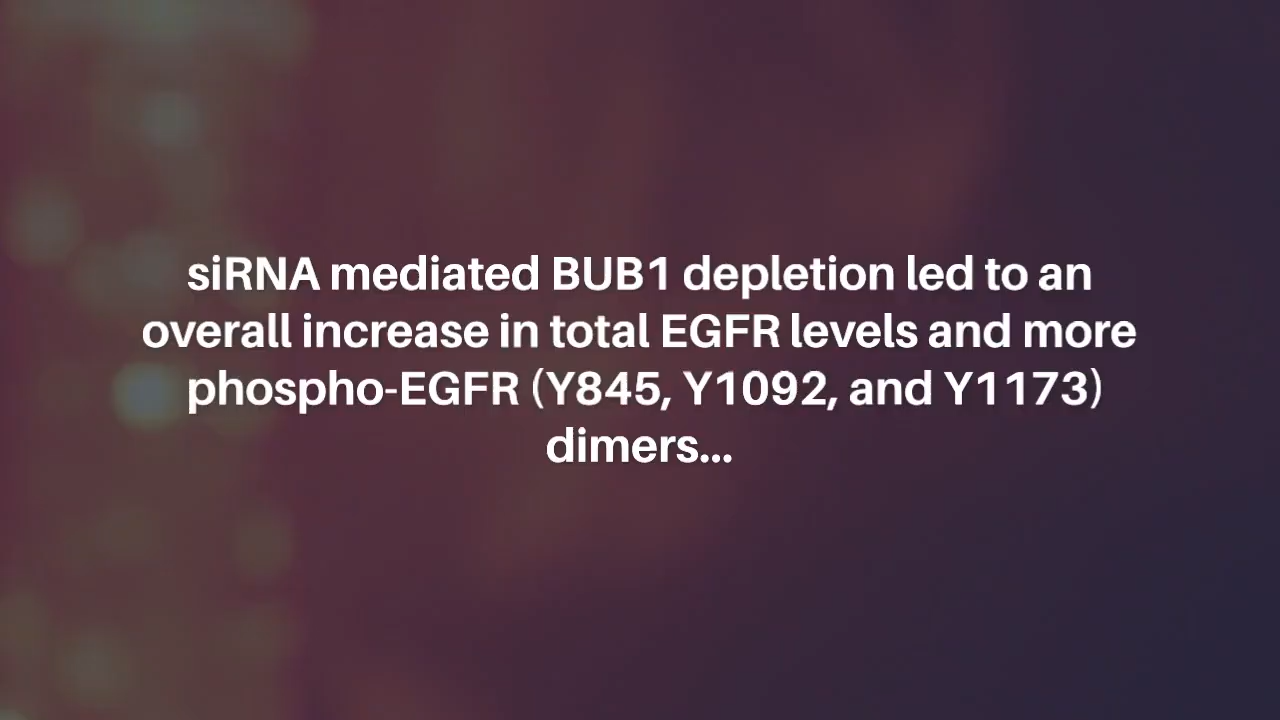 siRNA mediated BUB1 depletion led to an
overall increase in total EGFR levels and more
phospho-EGFR (Y845, Y1092, and Y1173)
dimers...